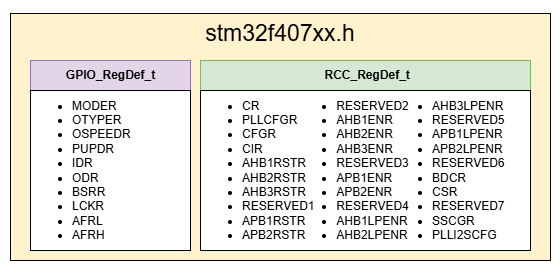 stm32f407xx.h
GPIO_RegDef_t
MODER
OTYPER
OSPEEDR
PUPDR
IDR
ODR
BSRR
LCKR
AFRL
AFRH
RCC_RegDef_t
CR
PLLCFGR
CFGR
CIR
AHB1RSTR
AHB2RSTR
AHB3RSTR
RESERVED1
APB1RSTR
APB2RSTR
RESERVED2
AHB1ENR
AHB2ENR
AHB3ENR
RESERVED3
APB1ENR
APB2ENR
RESERVED4
AHB1LPENR
AHB2LPENR
AHB3LPENR
RESERVED5
APB1LPENR
APB2LPENR
RESERVED6
BDCR
CSR
RESERVED7
SSCGR
PLLI2SCFG